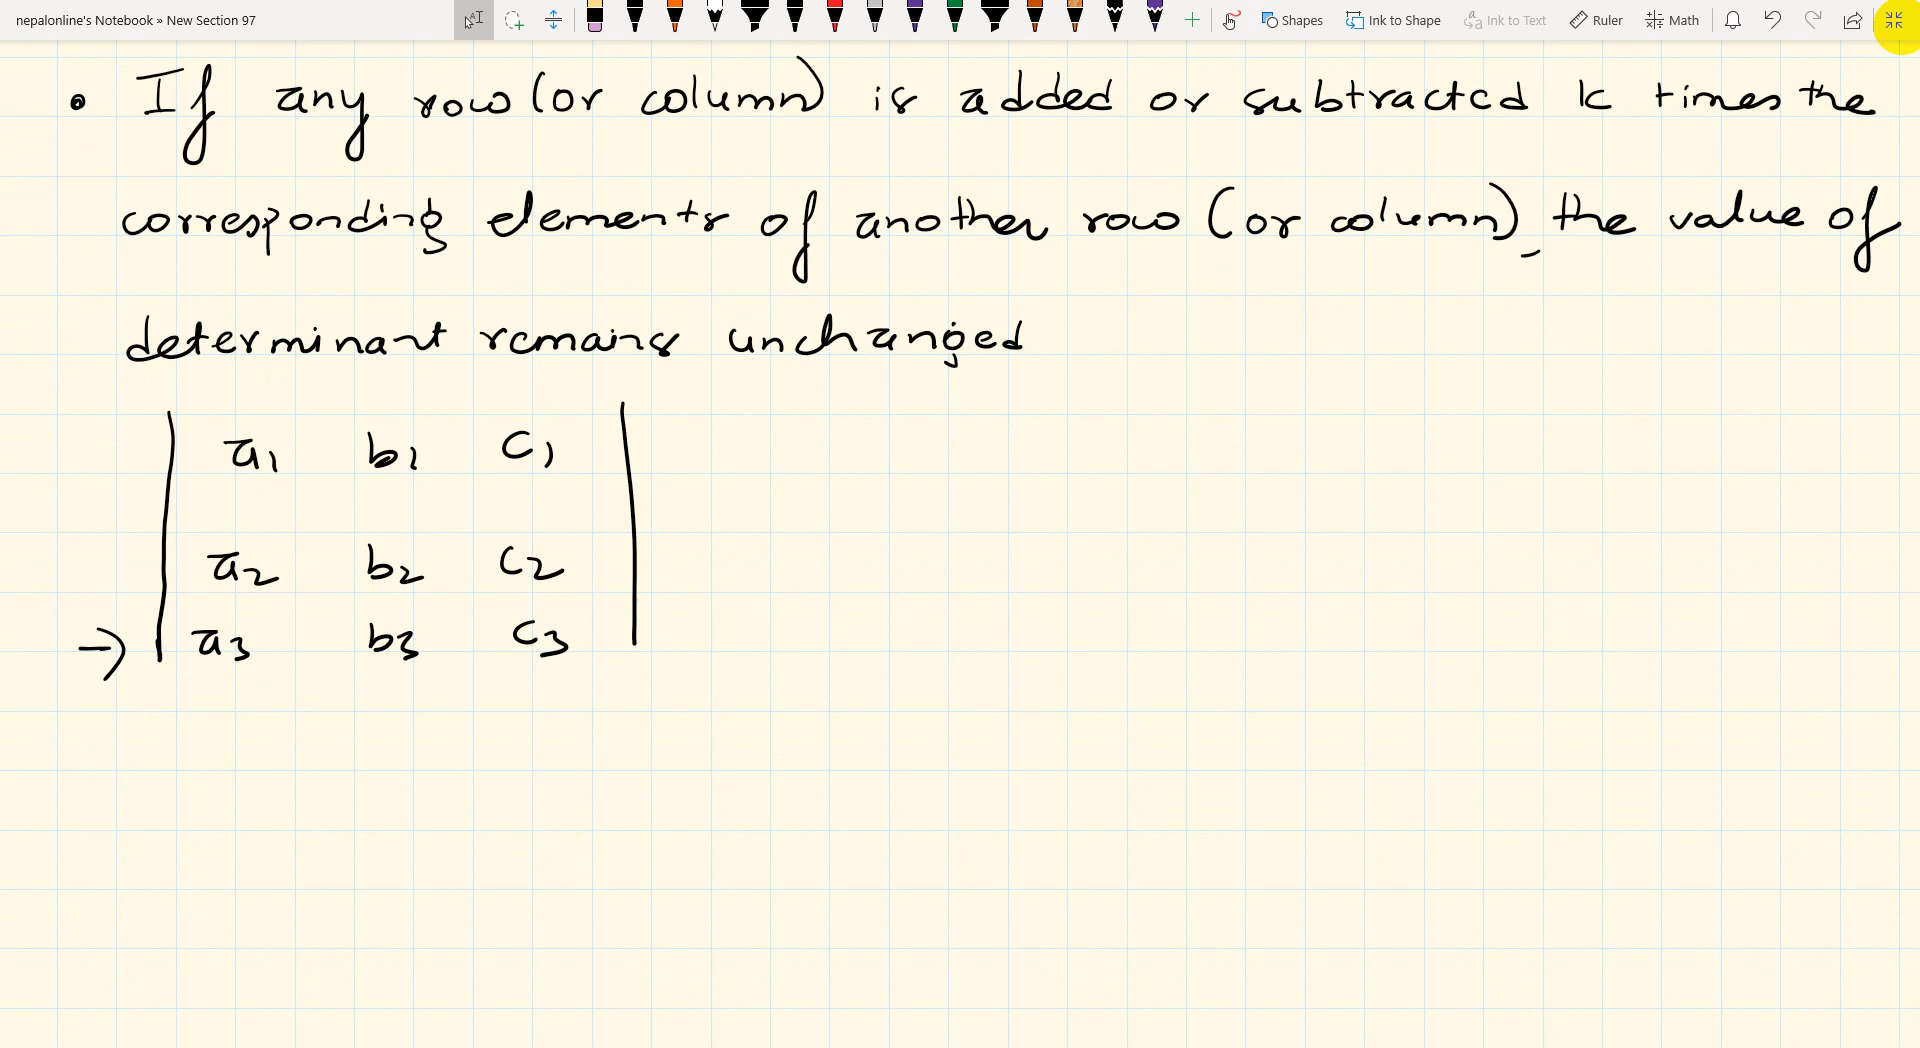 nepalonline's Notebook » New Section 97 Shapes Ink to Shape Ink to Text Ruler Math
• If any row (or column) is added or subtracted k times the
corresponding elements of another row (or column), the value of
determinant remains unchanged
| a1 b1 c1 |
| a2 b2 c2 |
→ | a3 b3 c3 |